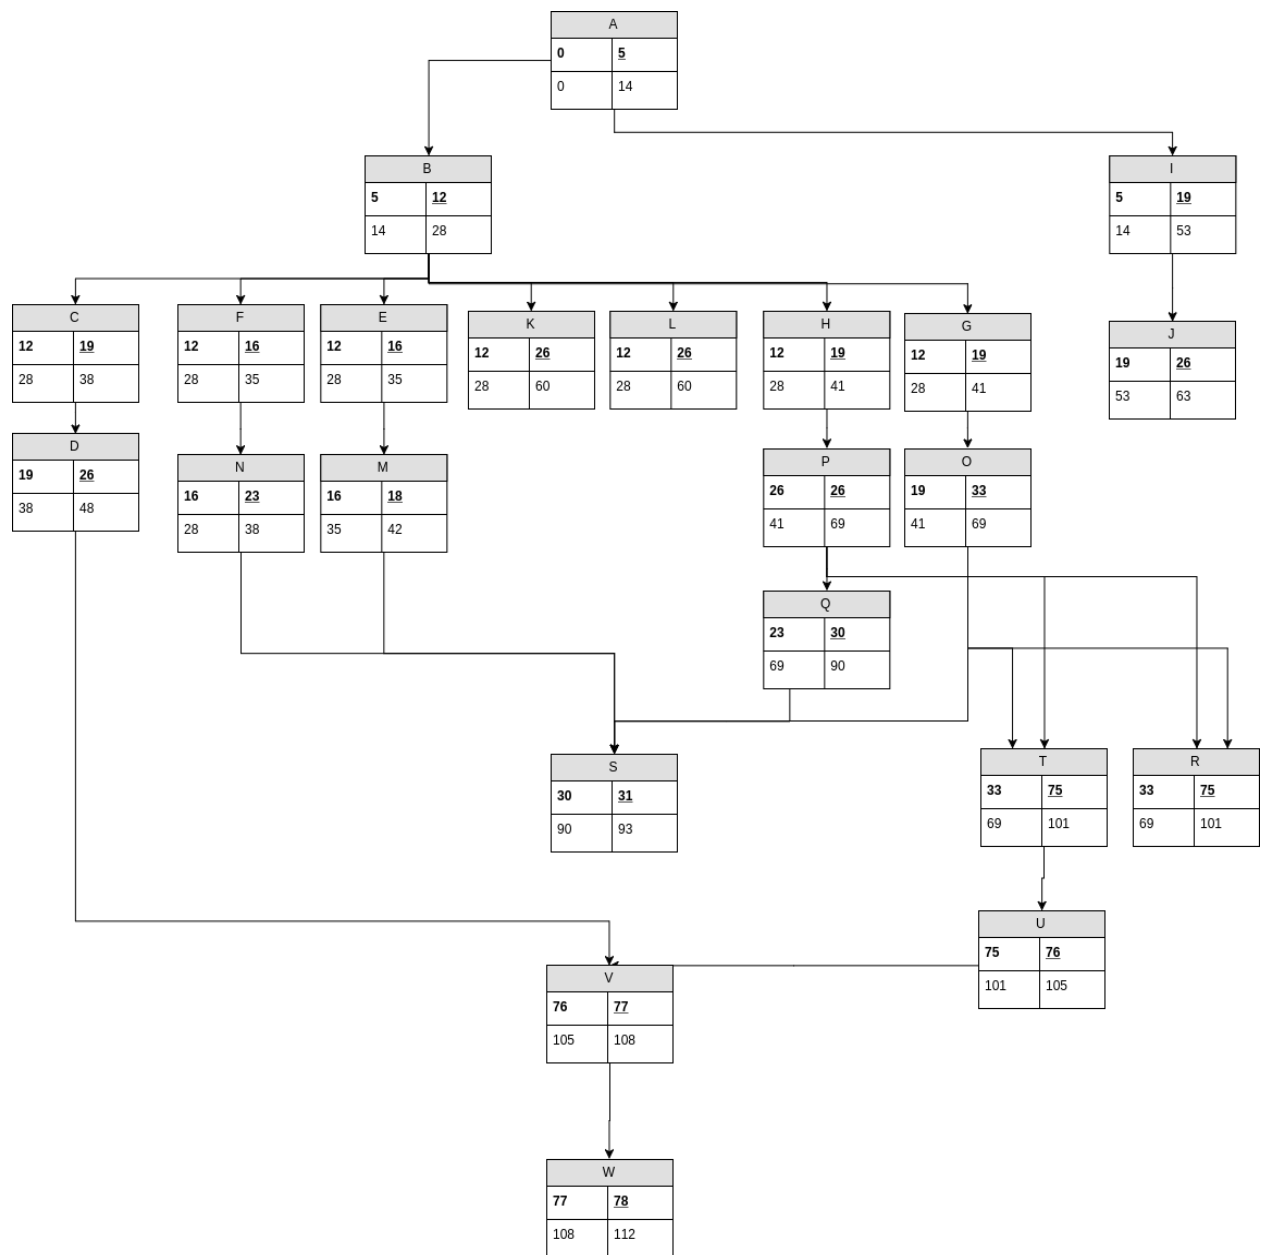 A
0 5
0 14
B
5 12
14 28
I
5 19
14 53
C
12 19
28 38
F
12 16
28 35
E
12 16
28 35
K
12 26
28 60
L
12 26
28 60
H
12 19
28 41
G
12 19
28 41
J
19 26
53 63
D
19 26
38 48
N
16 23
28 38
M
16 18
35 42
P
26 26
41 69
O
19 33
41 69
Q
23 30
69 90
S
30 31
90 93
T
33 75
69 101
R
33 75
69 101
U
75 76
101 105
V
76 77
105 108
W
77 78
108 112